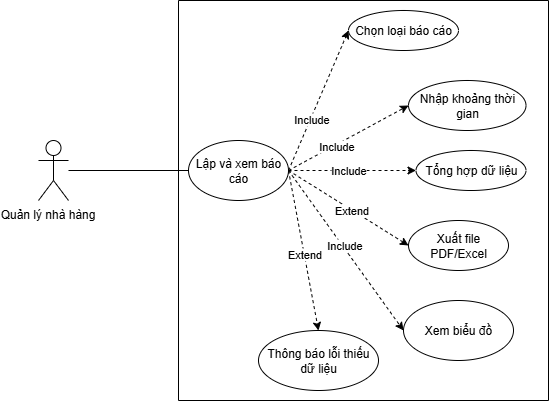 Chọn loại báo cáo
Include
Nhập khoảng thời
gian
Include
Lập và xem báo
cáo
Include
Tổng hợp dữ liệu
Quản lý nhà hàng
Extend
Xuất file
PDF/Excel
Include
Extend
Xem biểu đồ
Thông báo lỗi thiếu
dữ liệu